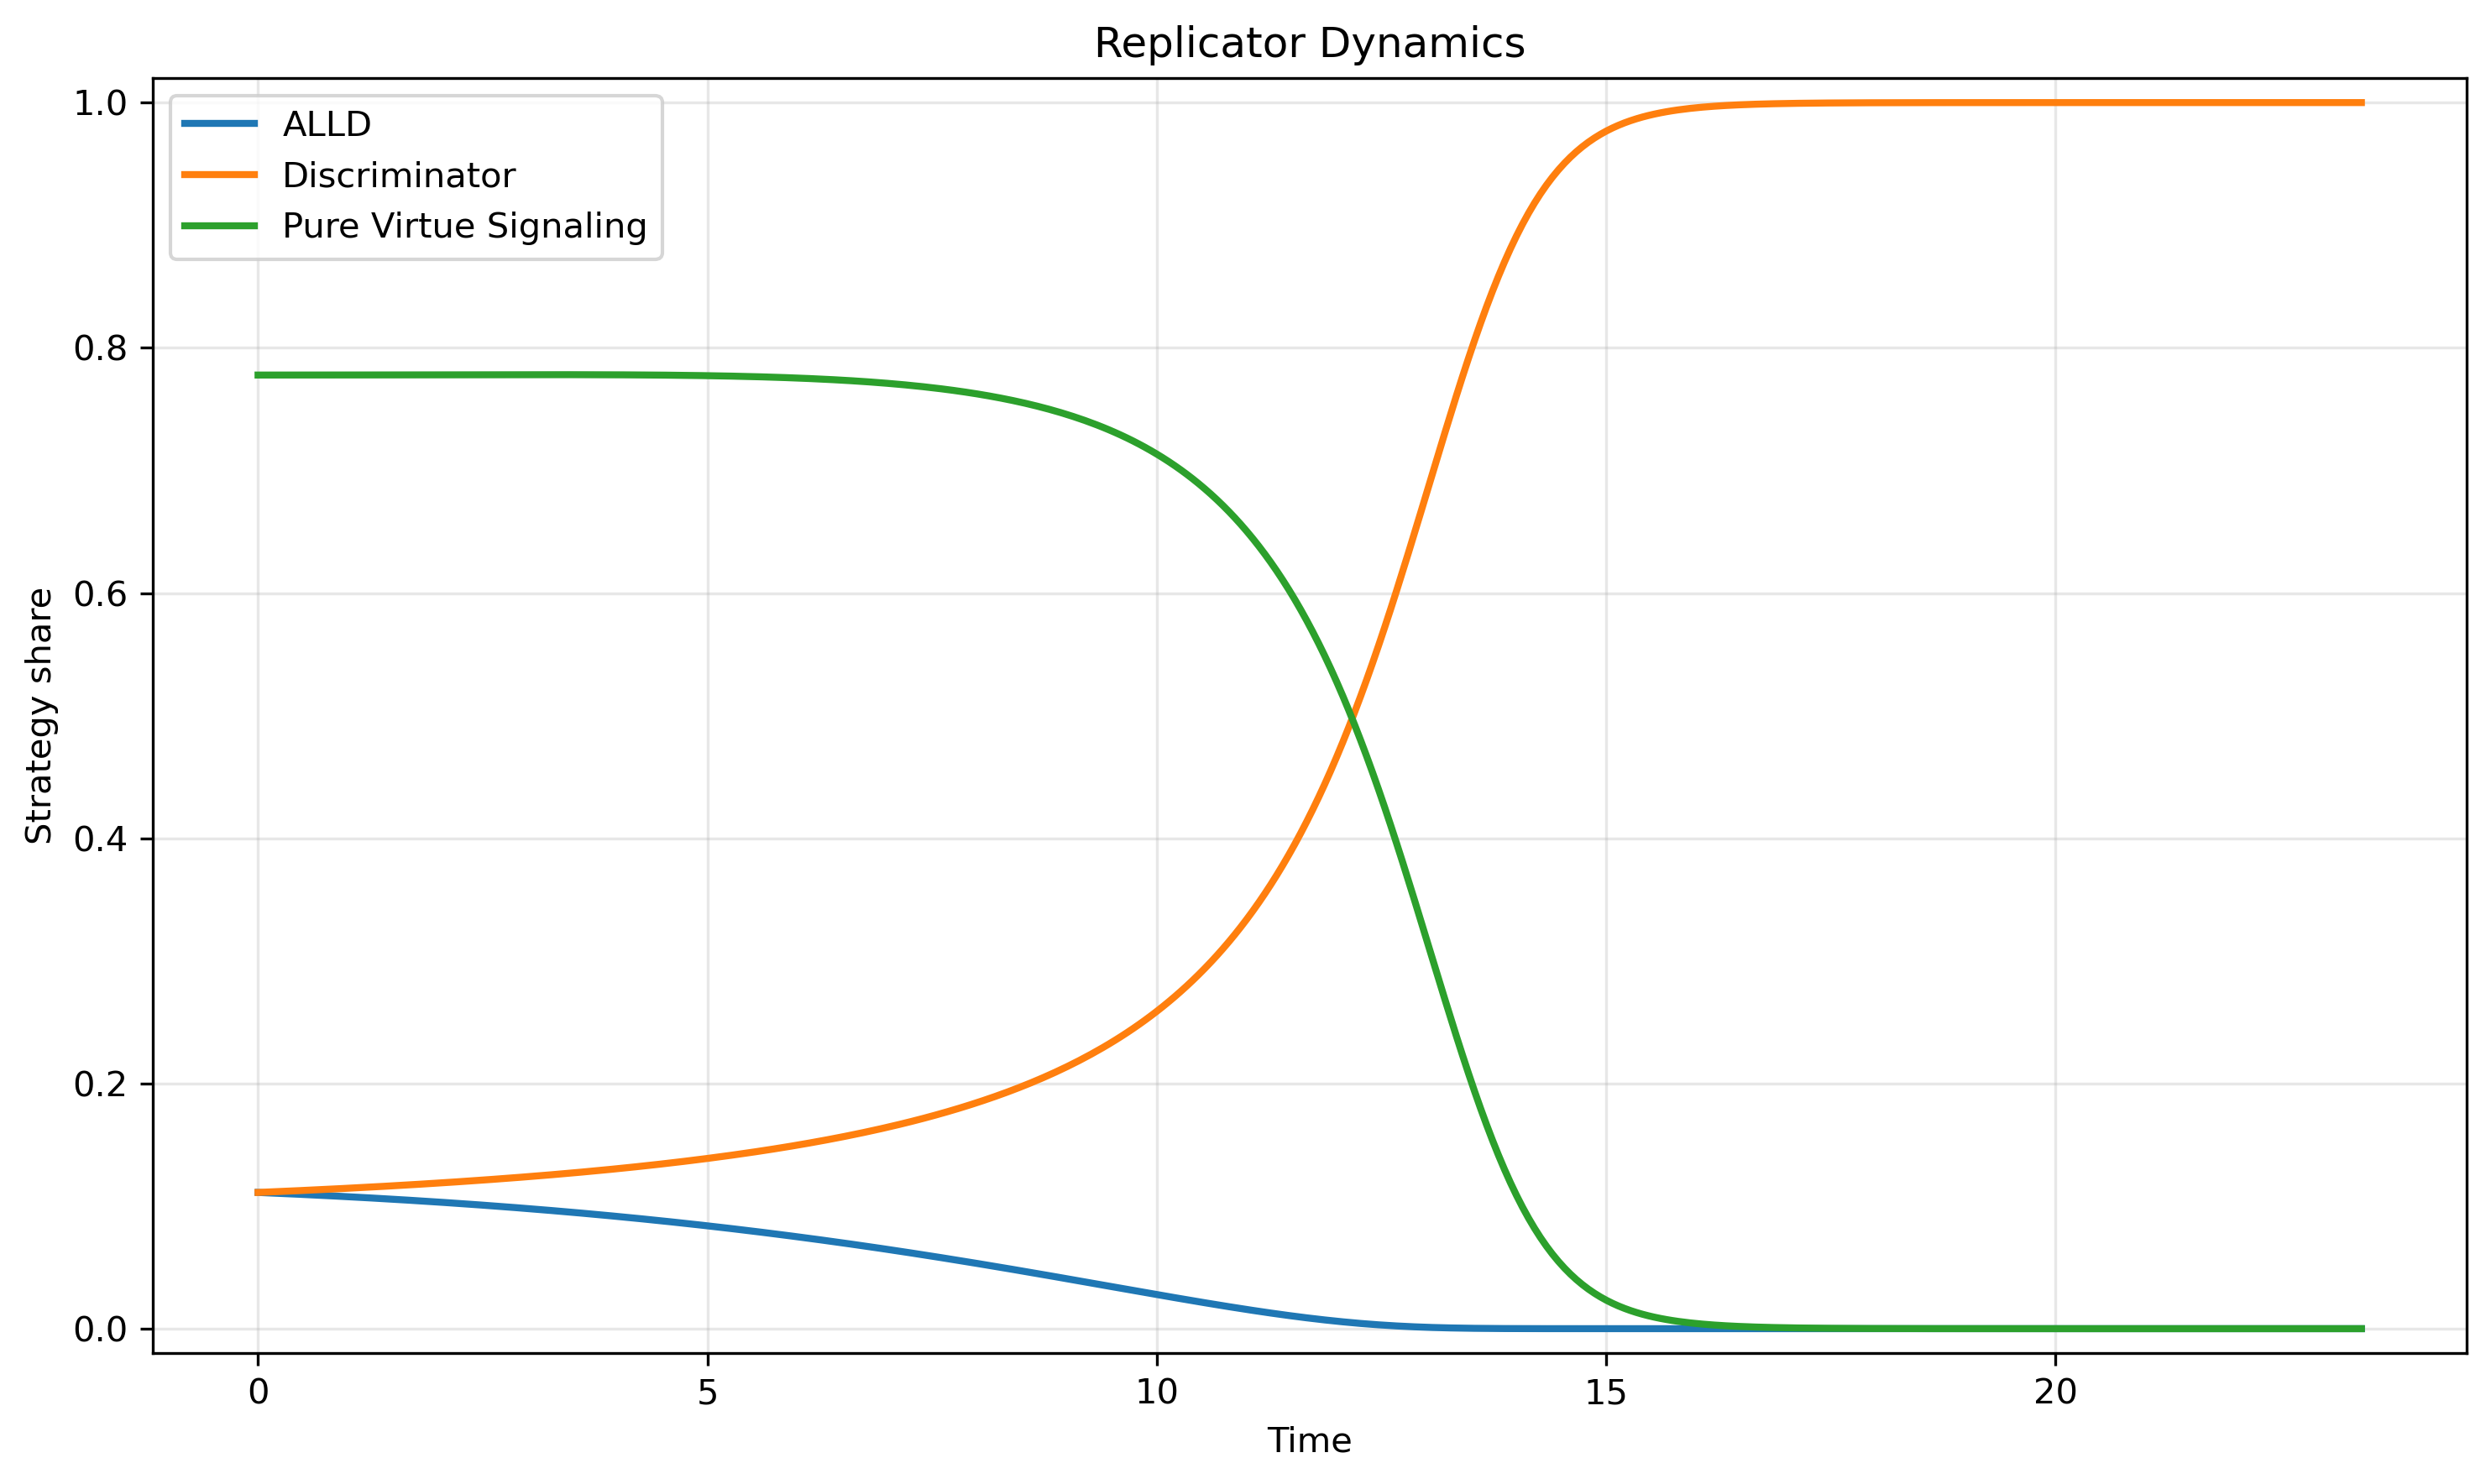 Replicator Dynamics
ALLD
Discriminator
Pure Virtue Signaling
Strategy share
1.0
0.8
0.6
0.4
0.2
0.0
0 5 10 15 20
Time